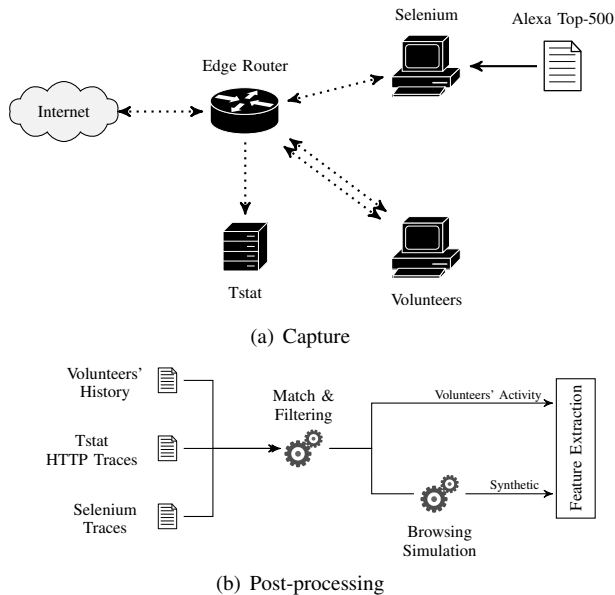 Selenium
Alexa Top-500
Edge Router
Internet
Tstat
Volunteers
(a) Capture
Volunteers'
History
Match &
Filtering
Volunteers' Activity
Tstat
HTTP Traces
Feature Extraction
Selenium
Traces
Synthetic
Browsing
Simulation
(b) Post-processing